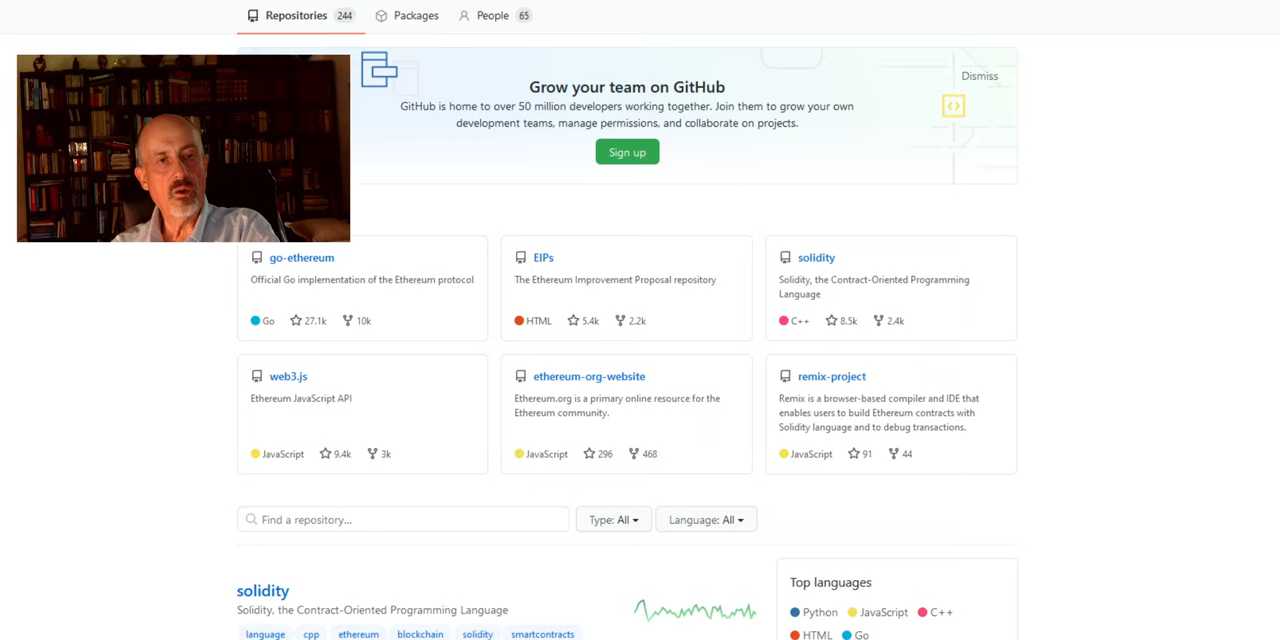 Repositories 244 Packages People 65
Grow your team on GitHub
Dismiss
GitHub is home to over 50 million developers working together. Join them to grow your own
development teams, manage permissions, and collaborate on projects.
Sign up
go-ethereum
Official Go implementation of the Ethereum protocol
Go 27.1k 10k
EIPs
The Ethereum Improvement Proposal repository
HTML 5.4k 2.2k
solidity
Solidity, the Contract-Oriented Programming
Language
C++ 8.5k 2.4k
web3.js
Ethereum JavaScript API
JavaScript 9.4k 3k
ethereum-org-website
Ethereum.org is a primary online resource for the
Ethereum community.
JavaScript 296 468
remix-project
Remix is a browser-based compiler and IDE that
enables users to build Ethereum contracts with
Solidity language and to debug transactions.
JavaScript 91 44
Find a repository...
Type: All
Language: All
solidity
Solidity, the Contract-Oriented Programming Language
language cpp ethereum blockchain solidity smartcontracts
Top languages
Python JavaScript C++
HTML Go